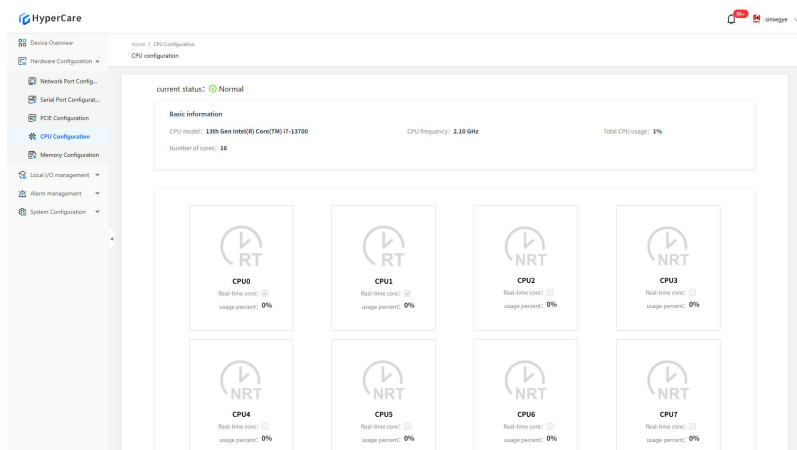 HyperCare
99+
sinsegye
Device Overview
Hardware Configuration
Network Port Config...
Serial Port Configurat...
PCIE Configuration
CPU Configuration
Memory Configuration
Local I/O management
Alarm management
System Configuration
Home / CPU Configuration
CPU configuration
current status: Normal
Basic information
CPU model: 13th Gen Intel(R) Core(TM) i7-13700
CPU frequency: 2.10 GHz
Total CPU usage: 1%
Number of cores: 16
RT
RT
NRT
NRT
CPU0
CPU1
CPU2
CPU3
Real-time core:
Real-time core:
Real-time core:
Real-time core:
usage percent: 0%
usage percent: 0%
usage percent: 0%
usage percent: 0%
NRT
NRT
NRT
NRT
CPU4
CPU5
CPU6
CPU7
Real-time core:
Real-time core:
Real-time core:
Real-time core:
usage percent: 0%
usage percent: 0%
usage percent: 0%
usage percent: 0%